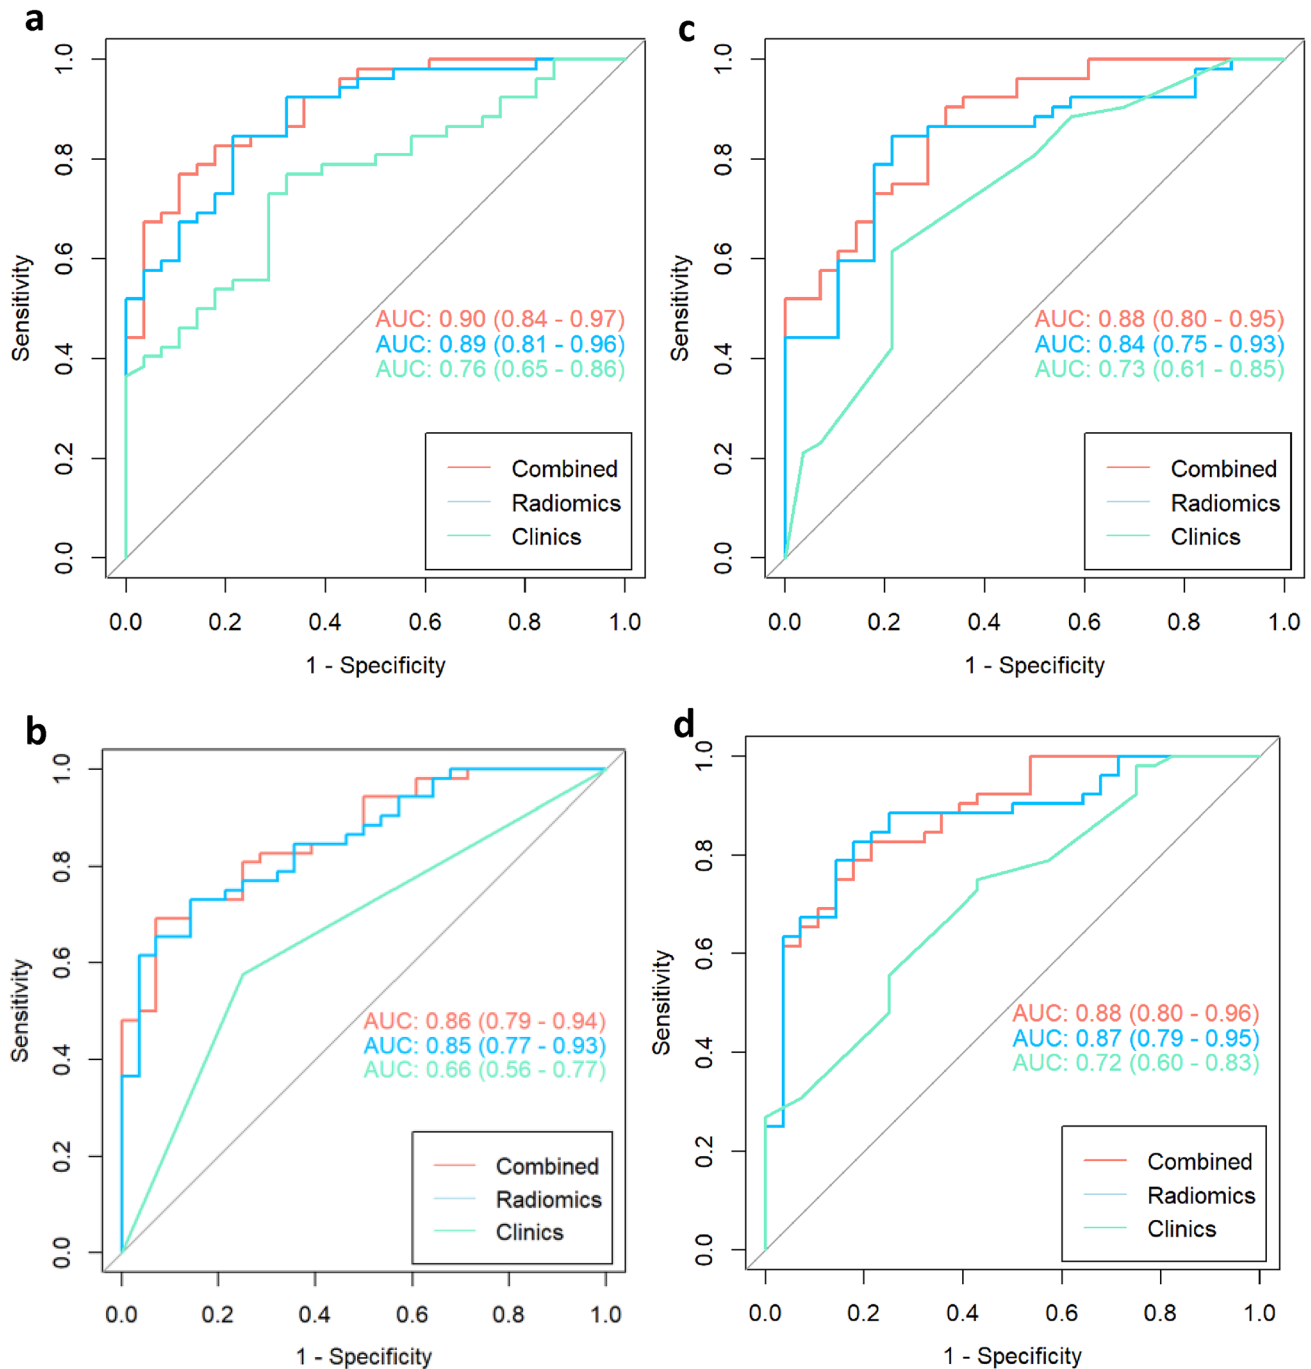 a
1.0
0.8
0.6
0.4
0.2
0.0
Sensitivity
AUC: 0.90 (0.84 - 0.97)
AUC: 0.89 (0.81 - 0.96)
AUC: 0.76 (0.65 - 0.86)
Combined
Radiomics
Clinics
0.0 0.2 0.4 0.6 0.8 1.0
1 - Specificity
c
1.0
0.8
0.6
0.4
0.2
0.0
Sensitivity
AUC: 0.88 (0.80 - 0.95)
AUC: 0.84 (0.75 - 0.93)
AUC: 0.73 (0.61 - 0.85)
Combined
Radiomics
Clinics
0.0 0.2 0.4 0.6 0.8 1.0
1 - Specificity
b
1.0
0.8
0.6
0.4
0.2
0.0
Sensitivity
AUC: 0.86 (0.79 - 0.94)
AUC: 0.85 (0.77 - 0.93)
AUC: 0.66 (0.56 - 0.77)
Combined
Radiomics
Clinics
0.0 0.2 0.4 0.6 0.8 1.0
1 - Specificity
d
1.0
0.8
0.6
0.4
0.2
0.0
Sensitivity
AUC: 0.88 (0.80 - 0.96)
AUC: 0.87 (0.79 - 0.95)
AUC: 0.72 (0.60 - 0.83)
Combined
Radiomics
Clinics
0.0 0.2 0.4 0.6 0.8 1.0
1 - Specificity